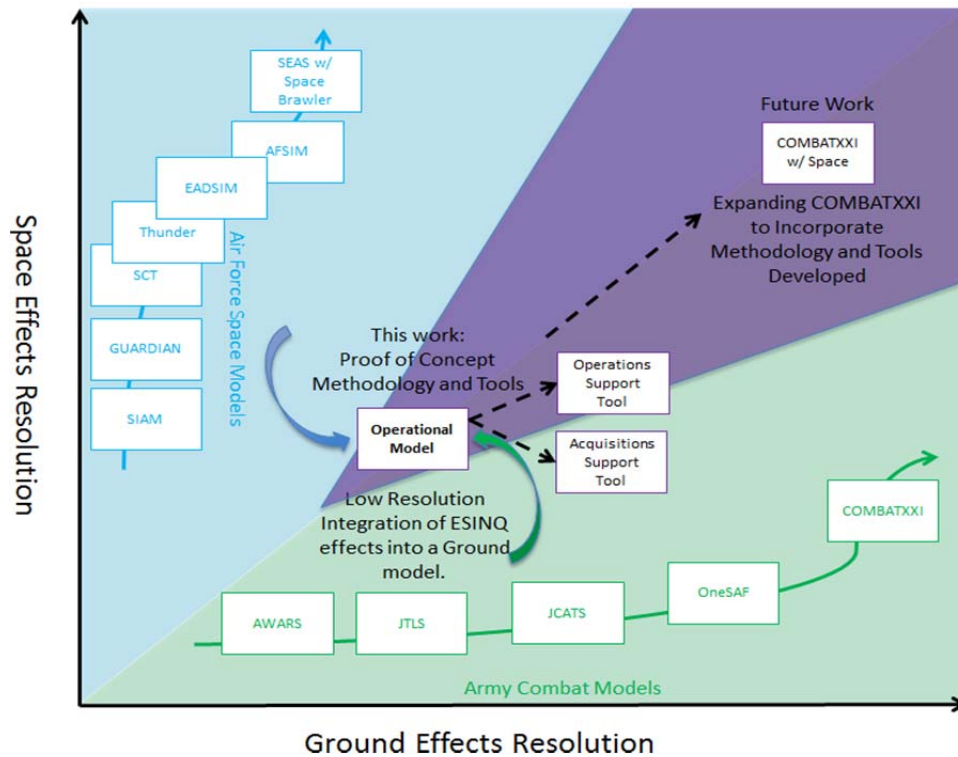 Space Effects Resolution
SEAS w/
Space
Brawler
AFSIM
EADSIM
Thunder
SCT
GUARDIAN
SIAM
Air Force Space Models
Future Work
COMBATXXI
w/ Space
Expanding COMBATXXI
to Incorporate
Methodology and Tools
Developed
This work:
Proof of Concept
Methodology and Tools
Operational
Model
Operations
Support
Tool
Acquisitions
Support
Tool
Low Resolution
Integration of ESINQ
effects into a Ground
model.
COMBATXXI
OneSAF
JCATS
JTLS
AWARS
Army Combat Models
Ground Effects Resolution